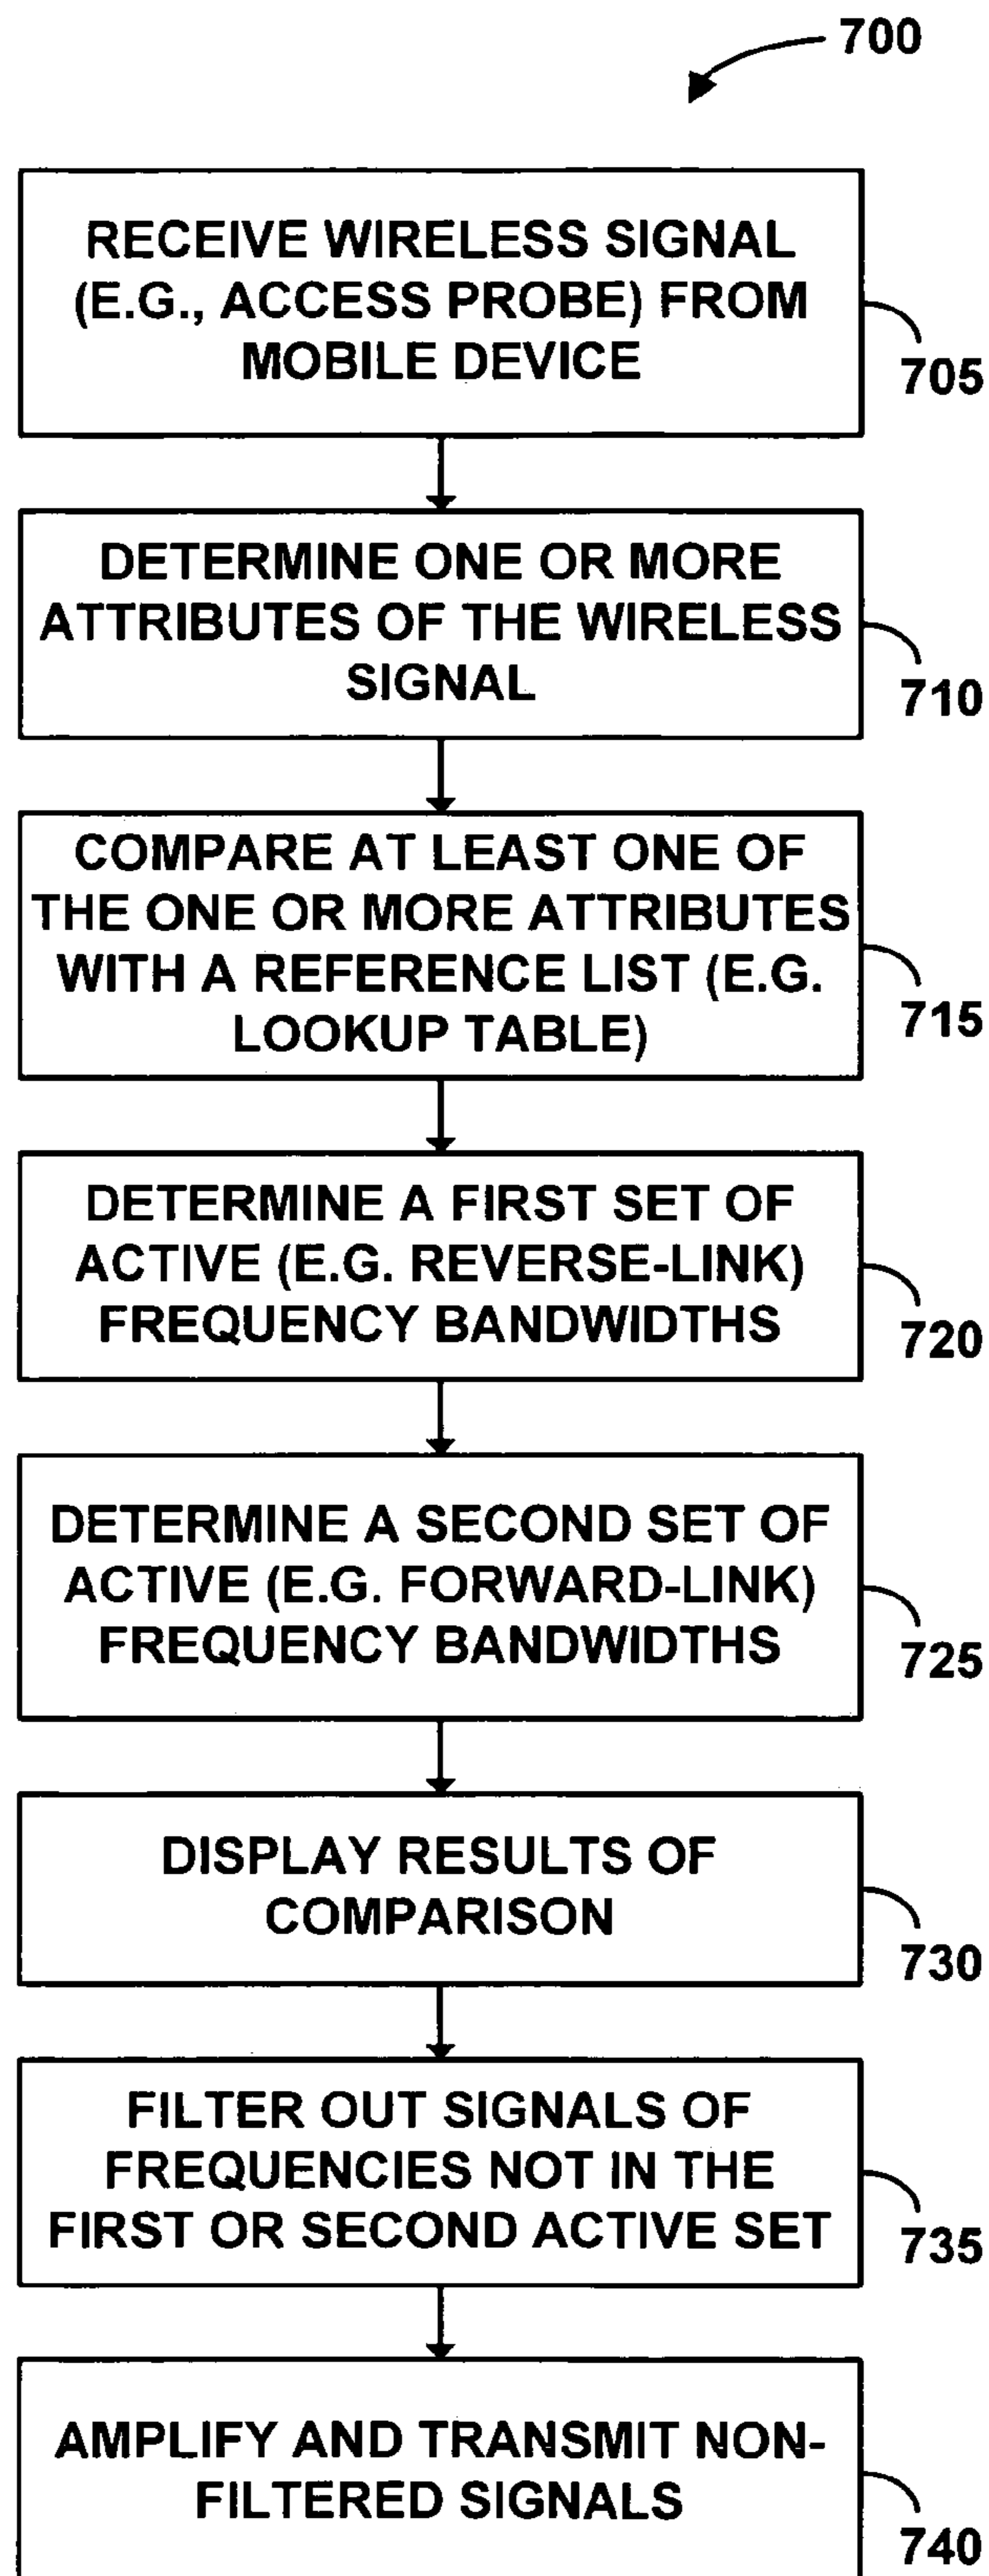 700
RECEIVE WIRELESS SIGNAL
(E.G., ACCESS PROBE) FROM
MOBILE DEVICE
705
DETERMINE ONE OR MORE
ATTRIBUTES OF THE WIRELESS
SIGNAL
710
COMPARE AT LEAST ONE OF
THE ONE OR MORE ATTRIBUTES
WITH A REFERENCE LIST (E.G.
LOOKUP TABLE)
715
DETERMINE A FIRST SET OF
ACTIVE (E.G. REVERSE-LINK)
FREQUENCY BANDWIDTHS
720
DETERMINE A SECOND SET OF
ACTIVE (E.G. FORWARD-LINK)
FREQUENCY BANDWIDTHS
725
DISPLAY RESULTS OF
COMPARISON
730
FILTER OUT SIGNALS OF
FREQUENCIES NOT IN THE
FIRST OR SECOND ACTIVE SET
735
AMPLIFY AND TRANSMIT NON-
FILTERED SIGNALS
740